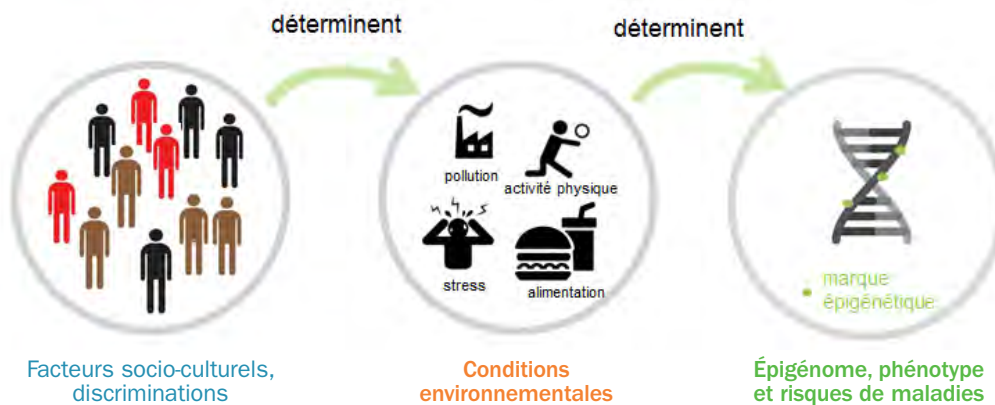 déterminent
déterminent
pollution
activité physique
stress
alimentation
marque
épigénétique
Facteurs socio-culturels,
discriminations
Conditions
environnementales
Épigénome, phénotype
et risques de maladies